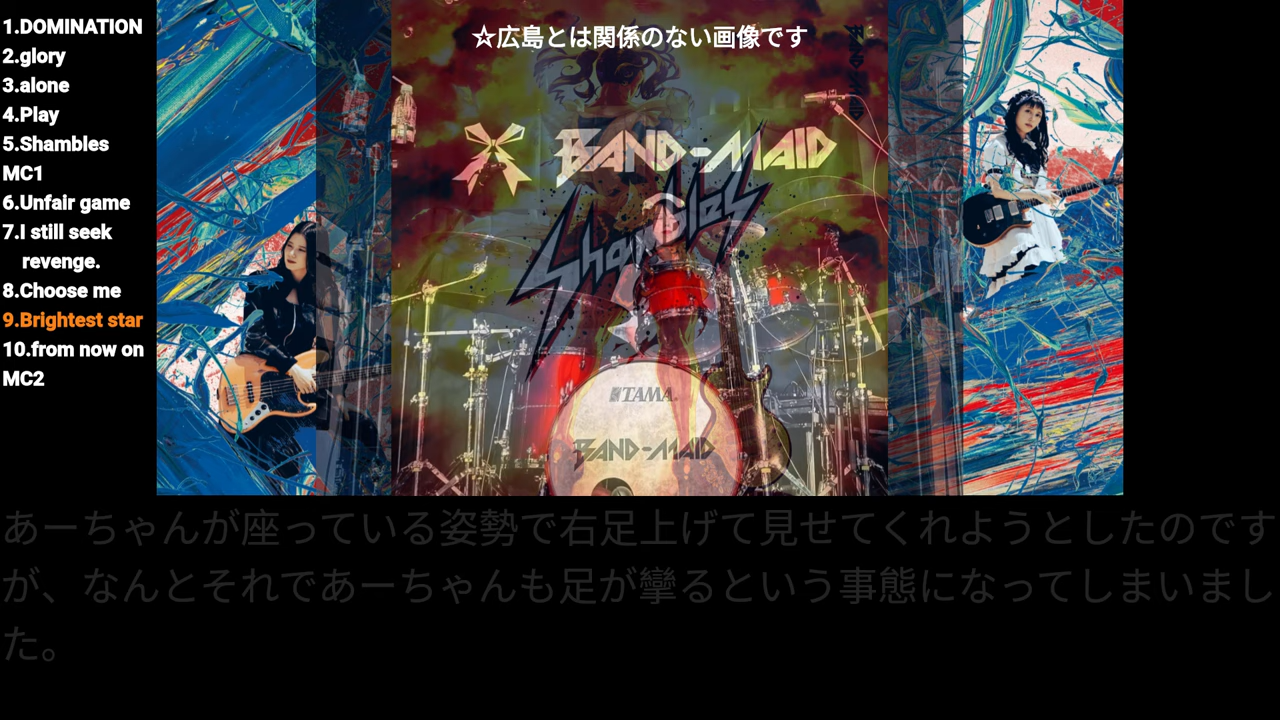 1.DOMINATION
2.glory
3.alone
4.Play
5.Shambles
MC1
6.Unfair game
7.I still seek
revenge.
8.Choose me
9.Brightest star
10.from now on
MC2
☆広島とは関係のない画像です
BAND-MAID
Shambles
TAMA
BAND-MAID
あーちゃんが座っている姿勢で右足上げて見せてくれようとしたのです
が、なんとそれであーちゃんも足が攣るという事態になってしまいまし
た。